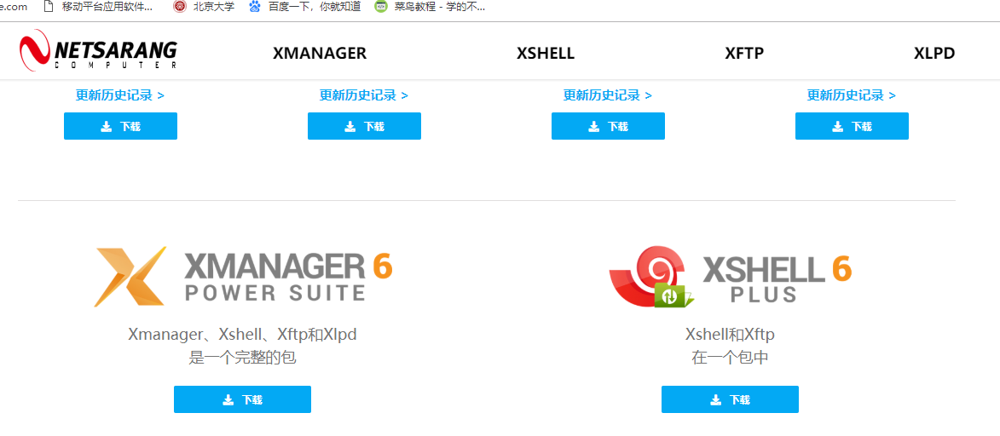 e.com 移动平台应用软件... 北京大学 百度一下，你就知道 菜鸟教程 - 学的不...
NETSARANG XMANAGER XSHELL XFTP XLPD
COMPUTER
更新历史记录 > 更新历史记录 > 更新历史记录 > 更新历史记录 >
下载 下载 下载 下载
XMANAGER 6 XSHELL 6
POWER SUITE PLUS
Xmanager、Xshell、Xftp和Xlpd Xshell和Xftp
是一个完整的包 在一个包中
下载 下载